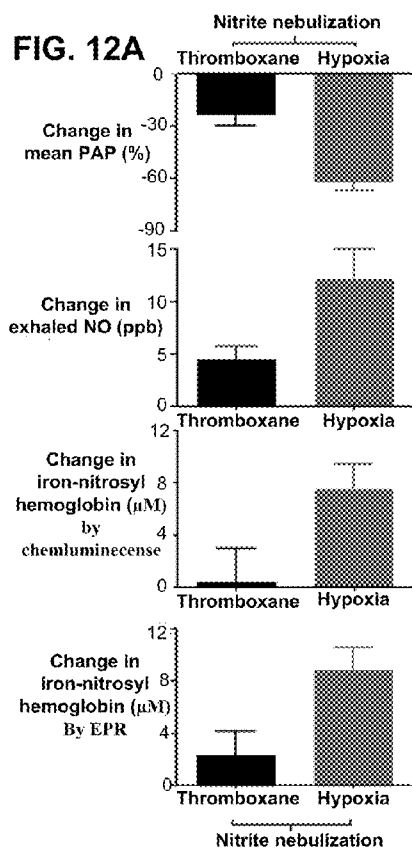 Nitrite nebulization
FIG. 12A
Thromboxane Hypoxia
0
-30
-60
-90
Change in
mean PAP (%)
15
10
5
0
Change in
exhaled NO (ppb)
Thromboxane Hypoxia
12
8
4
0
Change in
iron-nitrosyl
hemoglobin (µM)
by
chemluminecense
Thromboxane Hypoxia
12
8
4
0
Change in
iron-nitrosyl
hemoglobin (µM)
By EPR
Thromboxane Hypoxia
Nitrite nebulization